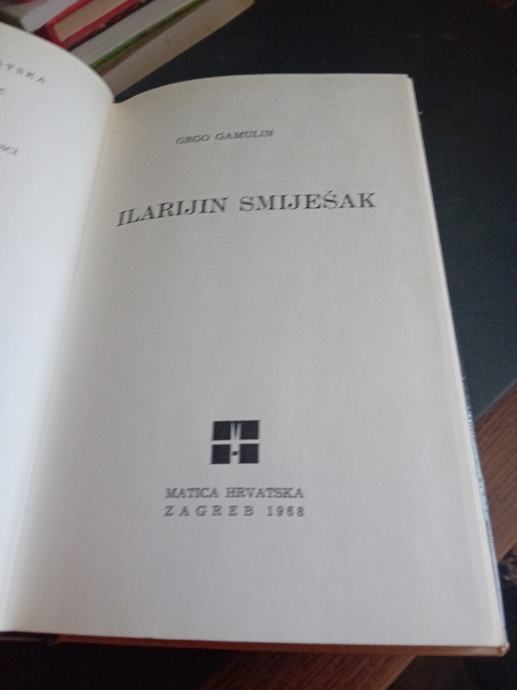 GRGO GAMULIN
ILARIJIN SMIJEŠAK
MATICA HRVATSKA
ZAGREB 1968